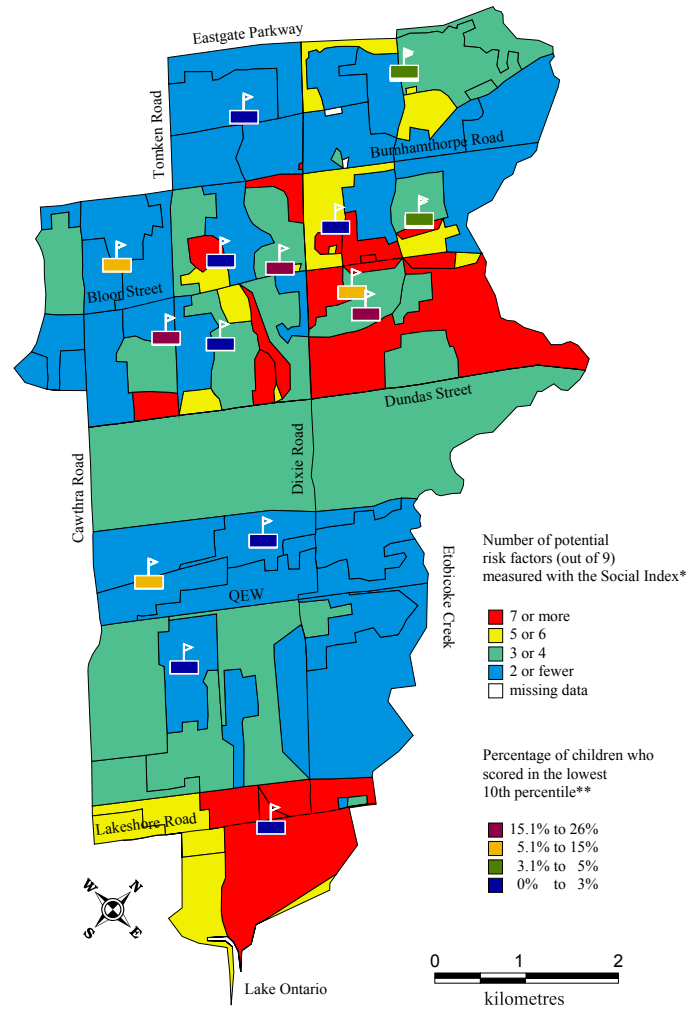 Eastgate Parkway
Tomken Road
Burnhamthorpe Road
Bloor Street
Dundas Street
Dixie Road
Cawthra Road
Etobicoke Creek
QEW
Lakeshore Road
Lake Ontario
Number of potential
risk factors (out of 9)
measured with the Social Index*
7 or more
5 or 6
3 or 4
2 or fewer
missing data
Percentage of children who
scored in the lowest
10th percentile**
15.1% to 26%
5.1% to 15%
3.1% to 5%
0% to 3%
W N
S E
0 1 2
kilometres